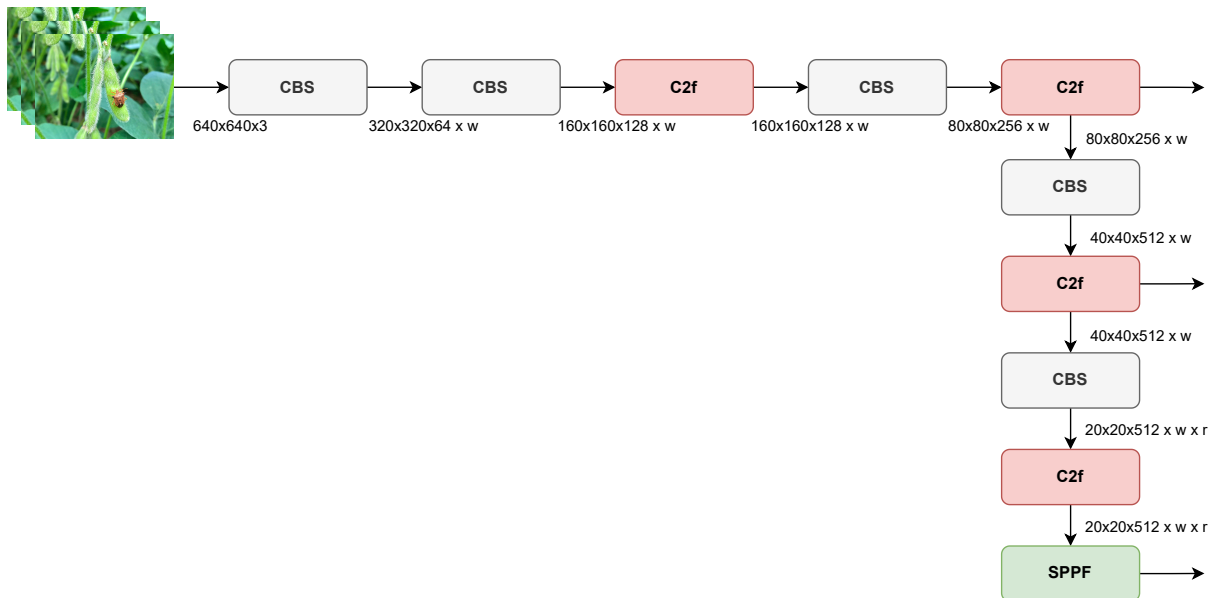 CBS
CBS
C2f
CBS
C2f
640x640x3
320x320x64 x w
160x160x128 x w
160x160x128 x w
80x80x256 x w
80x80x256 x w
CBS
40x40x512 x w
C2f
40x40x512 x w
CBS
20x20x512 x w x r
C2f
20x20x512 x w x r
SPPF